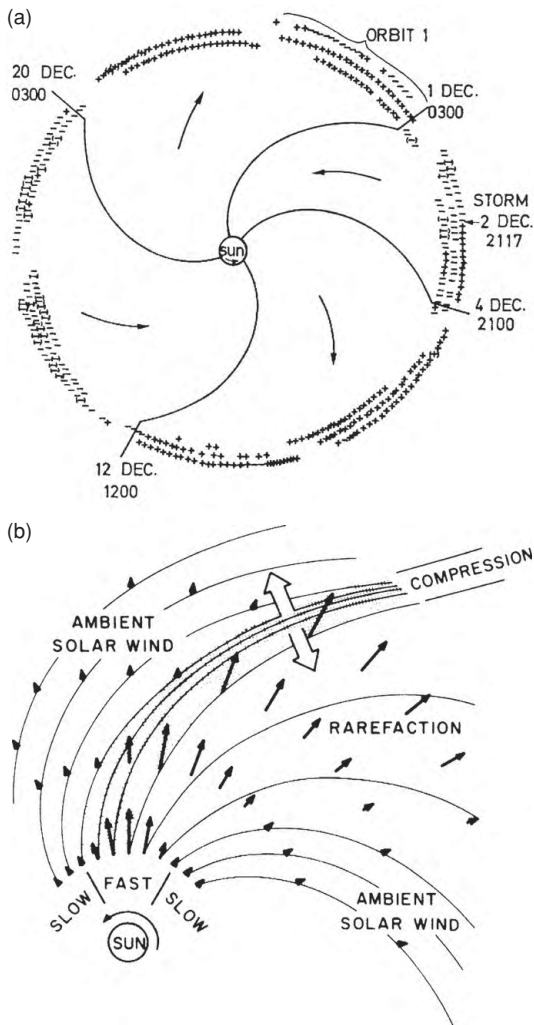 (a)
ORBIT 1
20 DEC.
0300
1 DEC.
0300
sun
STORM
2 DEC.
2117
4 DEC.
2100
12 DEC.
1200
(b)
COMPRESSION
AMBIENT
SOLAR WIND
RAREFACTION
FAST
SLOW
SLOW
SUN
AMBIENT
SOLAR WIND